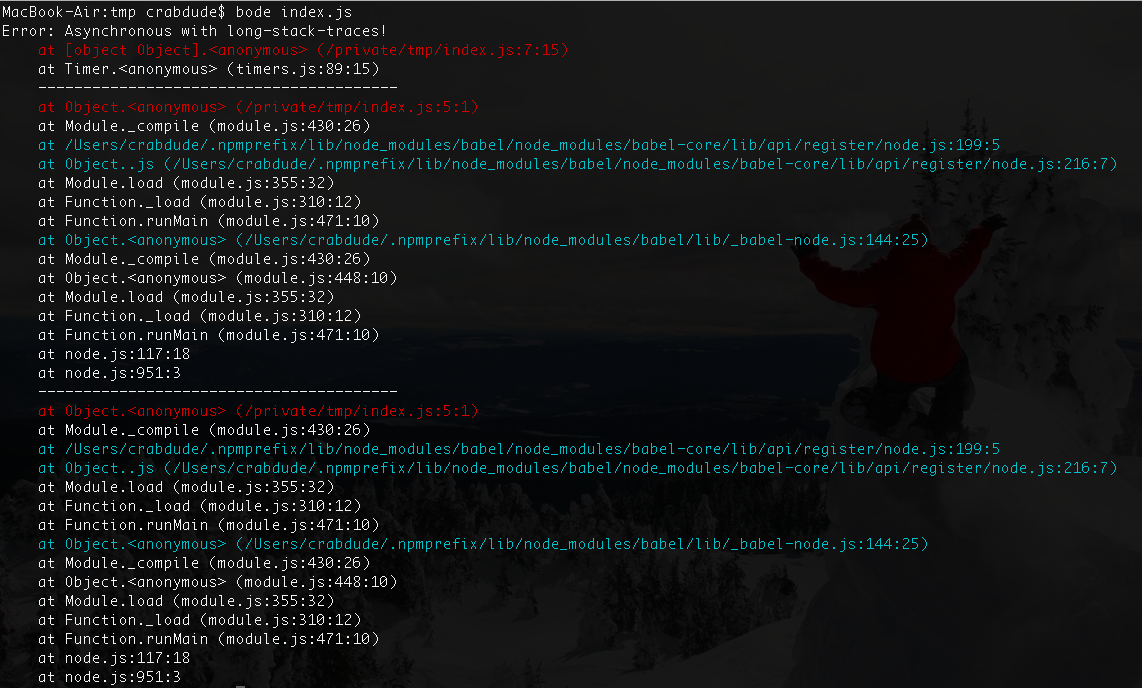 MacBook-Air:tmp crabdude$ bode index.js
Error: Asynchronous with long-stack-traces!
    at [object Object].<anonymous> (/private/tmp/index.js:7:15)
    at Timer.<anonymous> (timers.js:89:15)
    ----------------------------------------
    at Object.<anonymous> (/private/tmp/index.js:5:1)
    at Module._compile (module.js:430:26)
    at /Users/crabdude/.npmprefix/lib/node_modules/babel/node_modules/babel-core/lib/api/register/node.js:199:5
    at Object..js (/Users/crabdude/.npmprefix/lib/node_modules/babel/node_modules/babel-core/lib/api/register/node.js:216:7)
    at Module.load (module.js:355:32)
    at Function._load (module.js:310:12)
    at Function.runMain (module.js:471:10)
    at Object.<anonymous> (/Users/crabdude/.npmprefix/lib/node_modules/babel/lib/_babel-node.js:144:25)
    at Module._compile (module.js:430:26)
    at Object.<anonymous> (module.js:448:10)
    at Module.load (module.js:355:32)
    at Function._load (module.js:310:12)
    at Function.runMain (module.js:471:10)
    at node.js:117:18
    at node.js:951:3
    ----------------------------------------
    at Object.<anonymous> (/private/tmp/index.js:5:1)
    at Module._compile (module.js:430:26)
    at /Users/crabdude/.npmprefix/lib/node_modules/babel/node_modules/babel-core/lib/api/register/node.js:199:5
    at Object..js (/Users/crabdude/.npmprefix/lib/node_modules/babel/node_modules/babel-core/lib/api/register/node.js:216:7)
    at Module.load (module.js:355:32)
    at Function._load (module.js:310:12)
    at Function.runMain (module.js:471:10)
    at Object.<anonymous> (/Users/crabdude/.npmprefix/lib/node_modules/babel/lib/_babel-node.js:144:25)
    at Module._compile (module.js:430:26)
    at Object.<anonymous> (module.js:448:10)
    at Module.load (module.js:355:32)
    at Function._load (module.js:310:12)
    at Function.runMain (module.js:471:10)
    at node.js:117:18
    at node.js:951:3